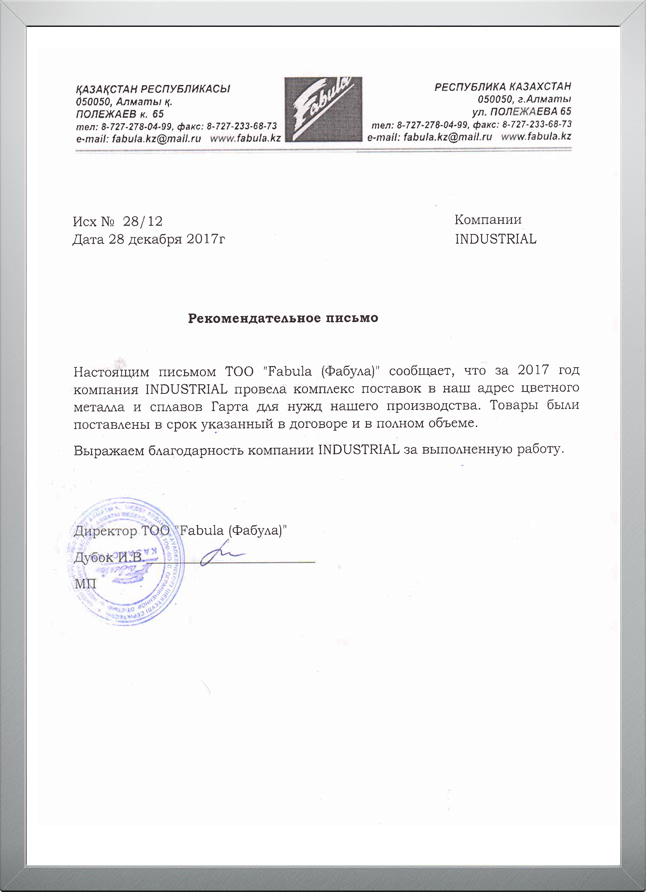 ҚАЗАҚСТАН РЕСПУБЛИКАСЫ
050050, Алматы қ.
ПОЛЕЖАЕВ к. 65
тел: 8-727-278-04-99, факс: 8-727-233-68-73
e-mail: fabula.kz@mail.ru www.fabula.kz
Fabula
РЕСПУБЛИКА КАЗАХСТАН
050050, г.Алматы
ул. ПОЛЕЖАЕВА 65
тел: 8-727-278-04-99, факс: 8-727-233-68-73
e-mail: fabula.kz@mail.ru www.fabula.kz
Исх № 28/12
Дата 28 декабря 2017г
Компании
INDUSTRIAL
Рекомендательное письмо
Настоящим письмом ТОО "Fabula (Фабула)" сообщает, что за 2017 год
компания INDUSTRIAL провела комплекс поставок в наш адрес цветного
металла и сплавов Гарта для нужд нашего производства. Товары были
поставлены в срок указанный в договоре и в полном объеме.
Выражаем благодарность компании INDUSTRIAL за выполненную работу.
Директор ТОО "Fabula (Фабула)"
Дубок И.В.
МП